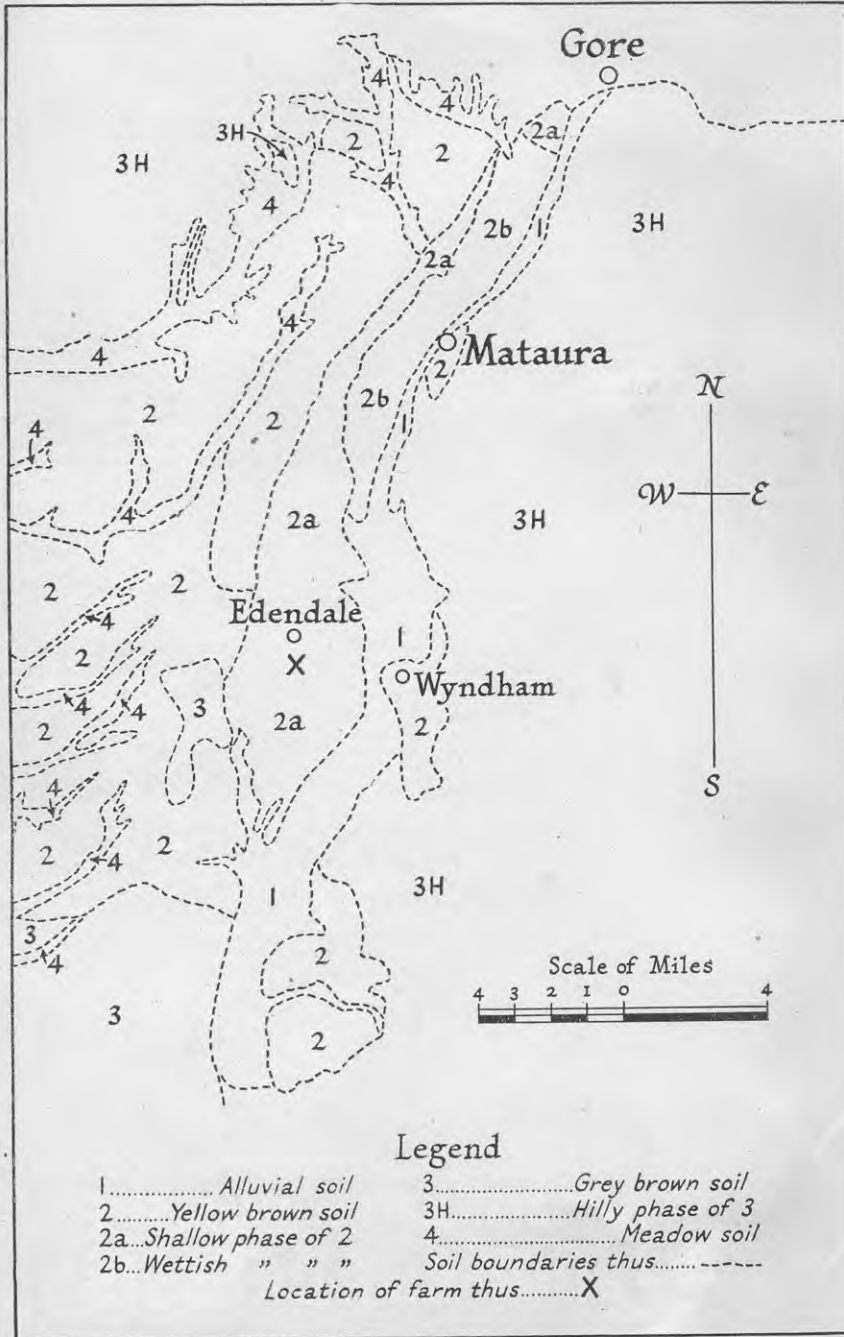 Gore
4
4
3H
2
2a
3H
2
4
4
2b
1
3H
2a
4
Mataura
4
2
2b
2
2
1
N
4
W E
3H
4
2a
2
2
4
Edendale
1
X
2
Wyndham
3
4
4
2a
2
2
S
4
2
2
4
3H
1
3
4
2
Scale of Miles
4 3 2 1 0 4
3
2
Legend
1.................. Alluvial soil
2..........Yellow brown soil
2a...Shallow phase of 2
2b...Wettish " " "
3.........................Grey brown soil
3H......................Hilly phase of 3
4...............................Meadow soil
Soil boundaries thus........------
Location of farm thus...........X